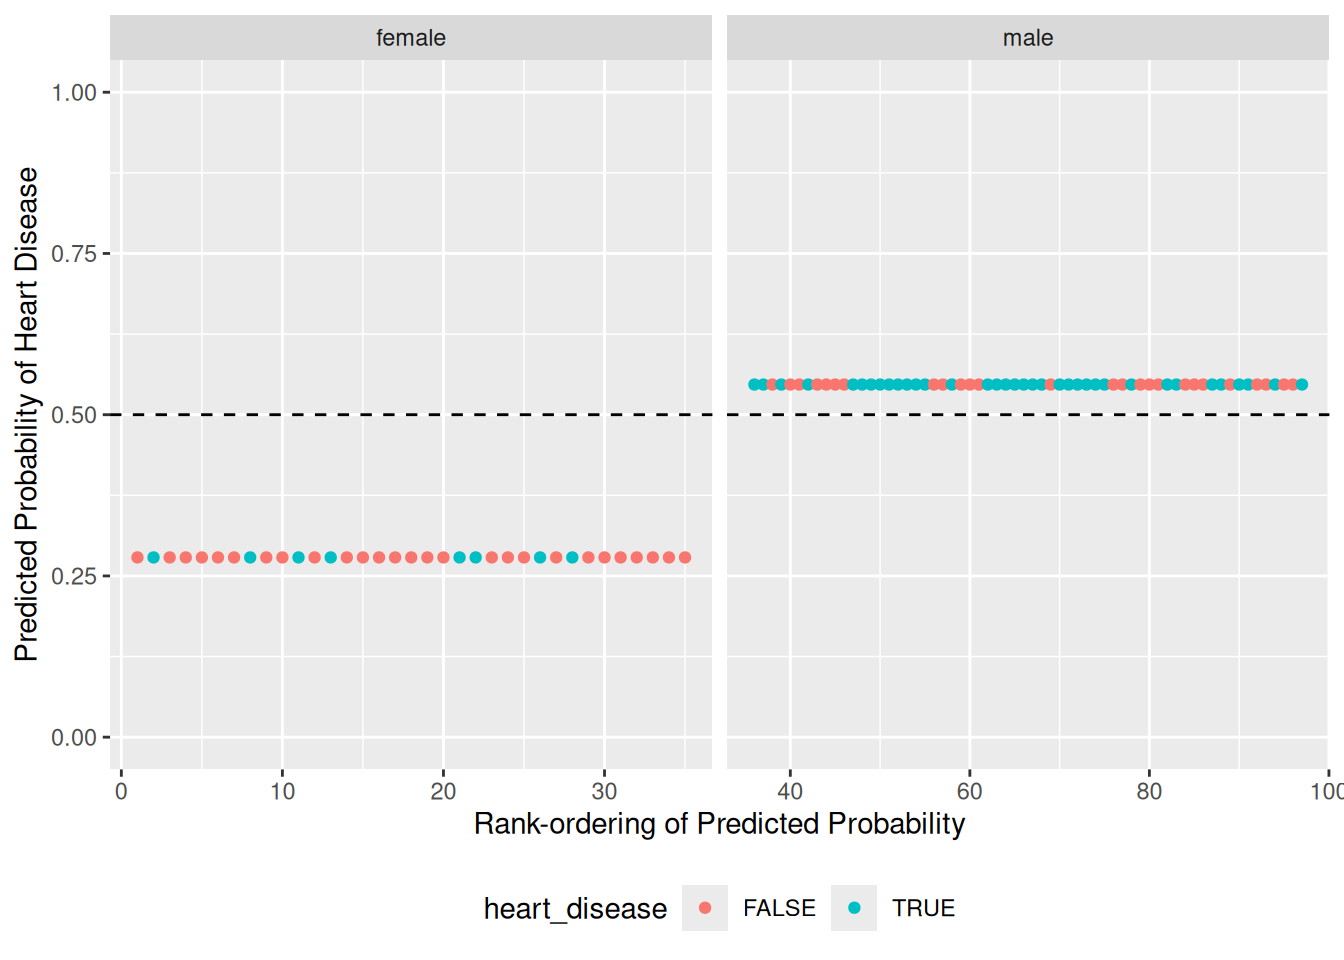 female male
1.00
0.75
0.50
0.25
0.00
Predicted Probability of Heart Disease
0 10 20 30 40 60 80 100
Rank-ordering of Predicted Probability
heart_disease FALSE TRUE